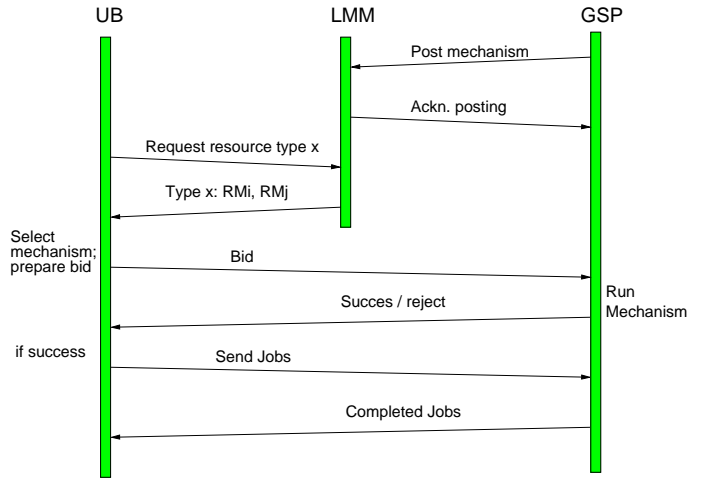 UB
LMM
GSP
Post mechanism
Ackn. posting
Request resource type x
Type x: RMi, RMj
Select
mechanism;
prepare bid
Bid
Run
Mechanism
Succes / reject
if success
Send Jobs
Completed Jobs